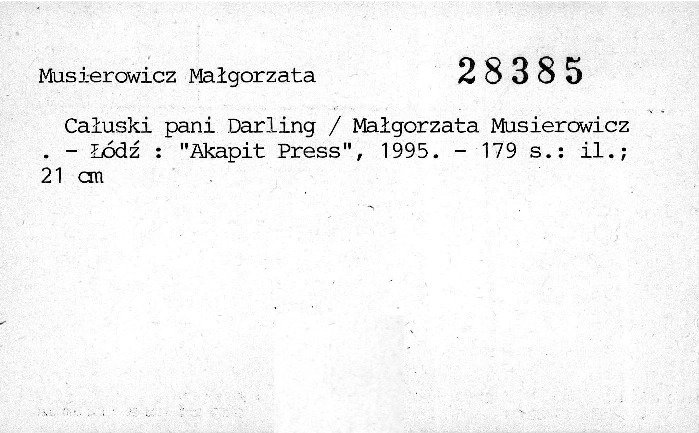 Musierowicz Małgorzata 28385
Całuski pani Darling / Małgorzata Musierowicz
. - Łódź : "Akapit Press", 1995. - 179 s.: il.;
21 cm